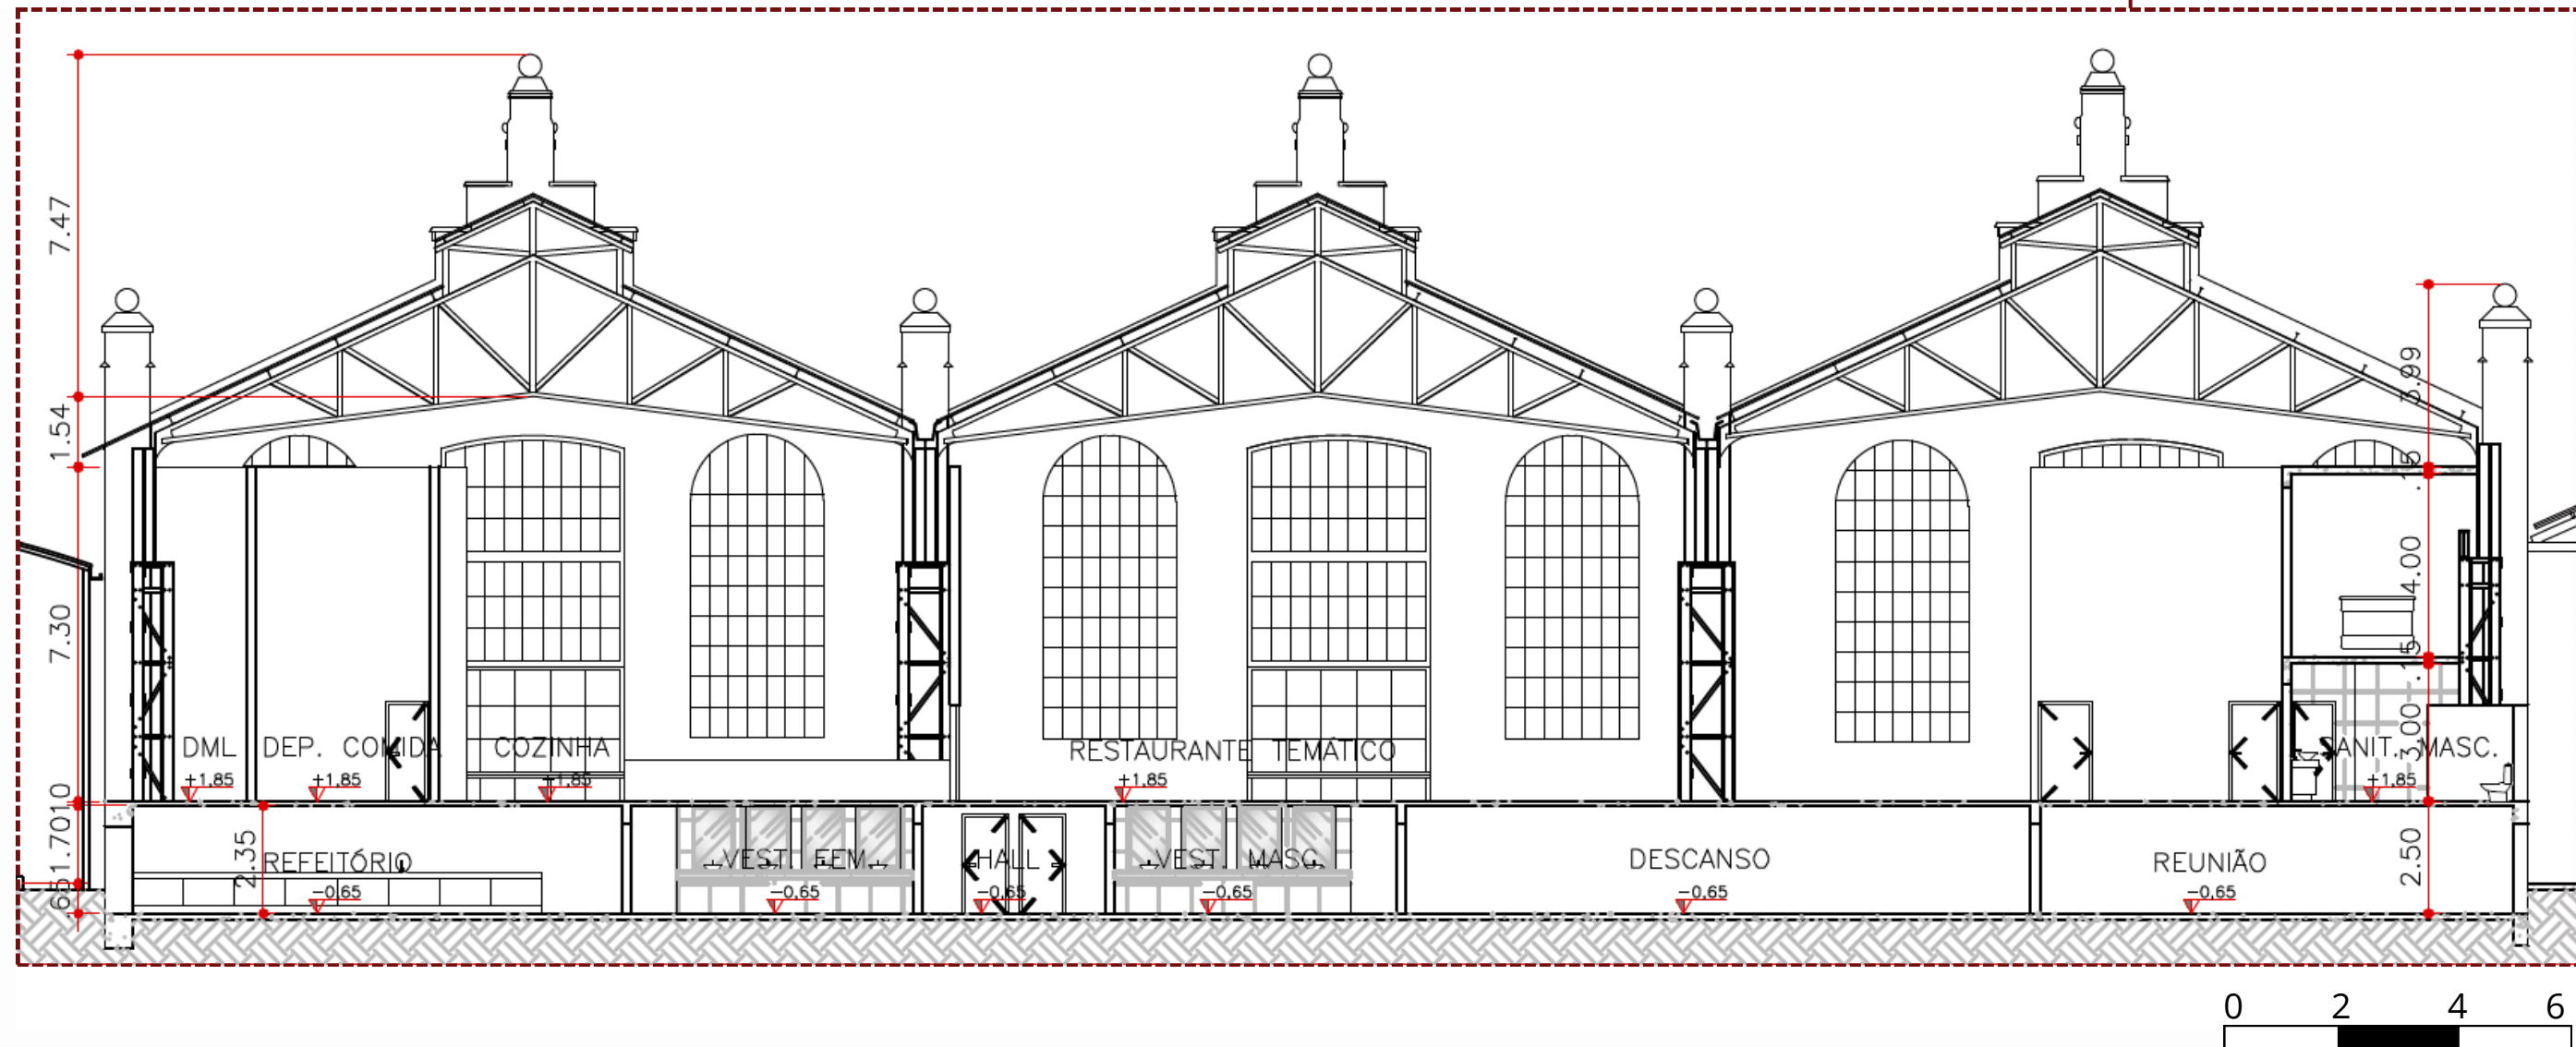 7.47
1.54
7.30
.10
1.70
.65
2.35
3.99
.15
4.00
.15
3.00
2.50
DML
+1,85
DEP. COMIDA
+1,85
COZINHA
+1,85
RESTAURANTE TEMÁTICO
+1,85
SANIT. MASC.
+1,85
REFEITÓRIO
-0,65
VEST. FEM.
-0,65
HALL
-0,65
VEST. MASC.
-0,65
DESCANSO
-0,65
REUNIÃO
-0,65
0 2 4 6